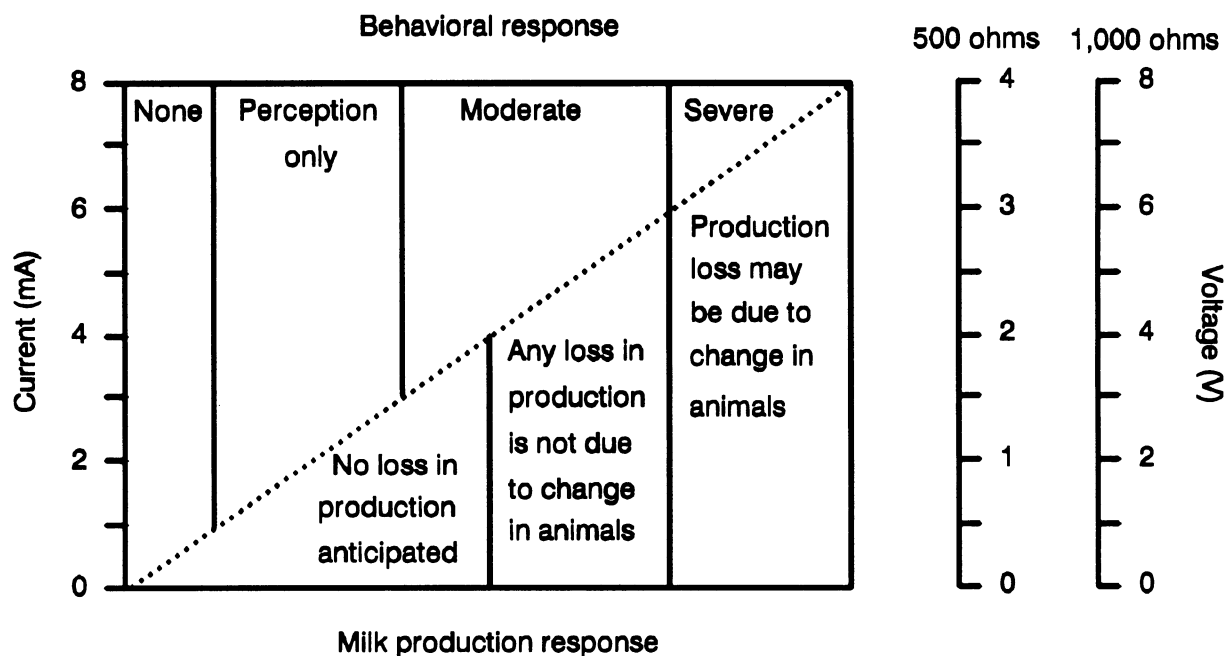 Behavioral response
500 ohms 1,000 ohms
8
6
4
2
0
Current (mA)
None
Perception
only
Moderate
Severe
No loss in
production
anticipated
Any loss in
production
is not due
to change
in animals
Production
loss may
be due to
change in
animals
4
3
2
1
0
8
6
4
2
0
Voltage (V)
Milk production response